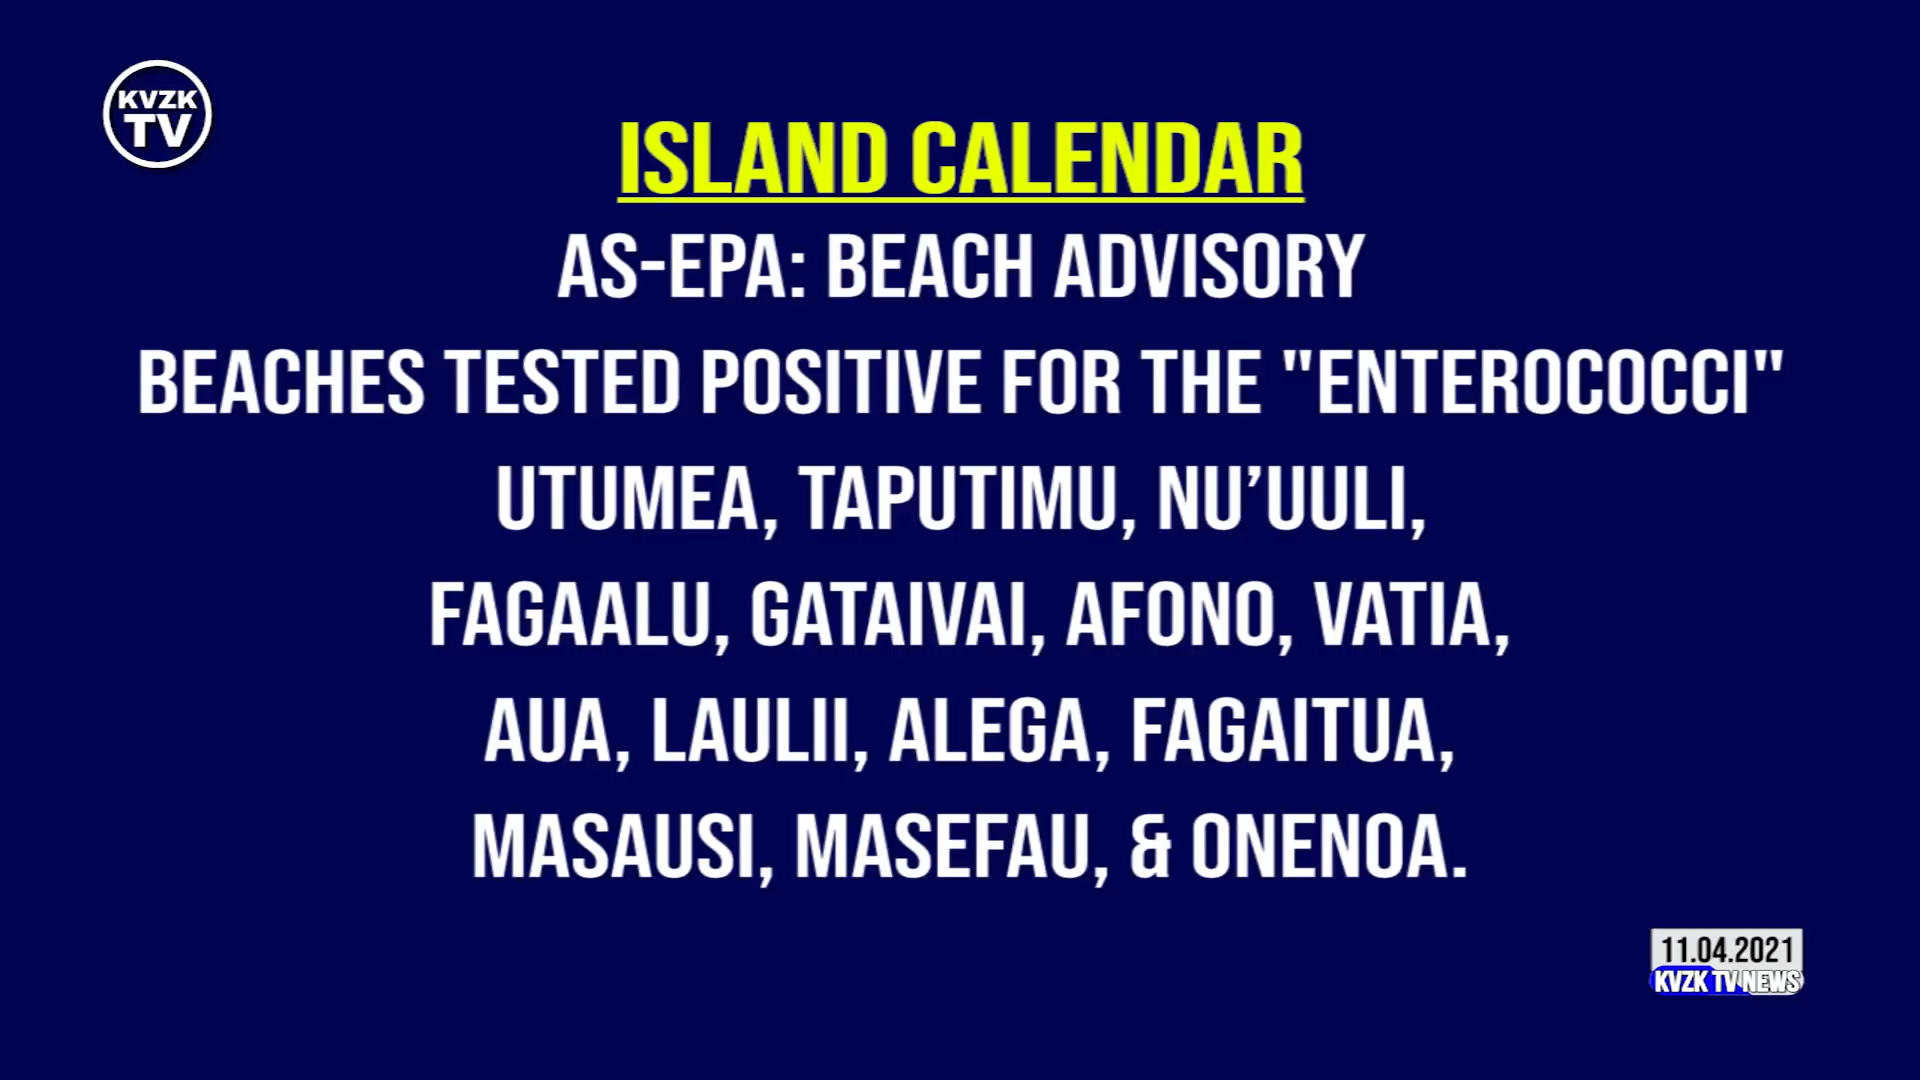 KVZK
TV
ISLAND CALENDAR
AS-EPA: BEACH ADVISORY
BEACHES TESTED POSITIVE FOR THE "ENTEROCOCCI"
UTUMEA, TAPUTIMU, NU’UULI,
FAGAALU, GATAIVAI, AFONO, VATIA,
AUA, LAULII, ALEGA, FAGAITUA,
MASAUSI, MASEFAU, & ONENOA.
11.04.2021
KVZK TV NEWS